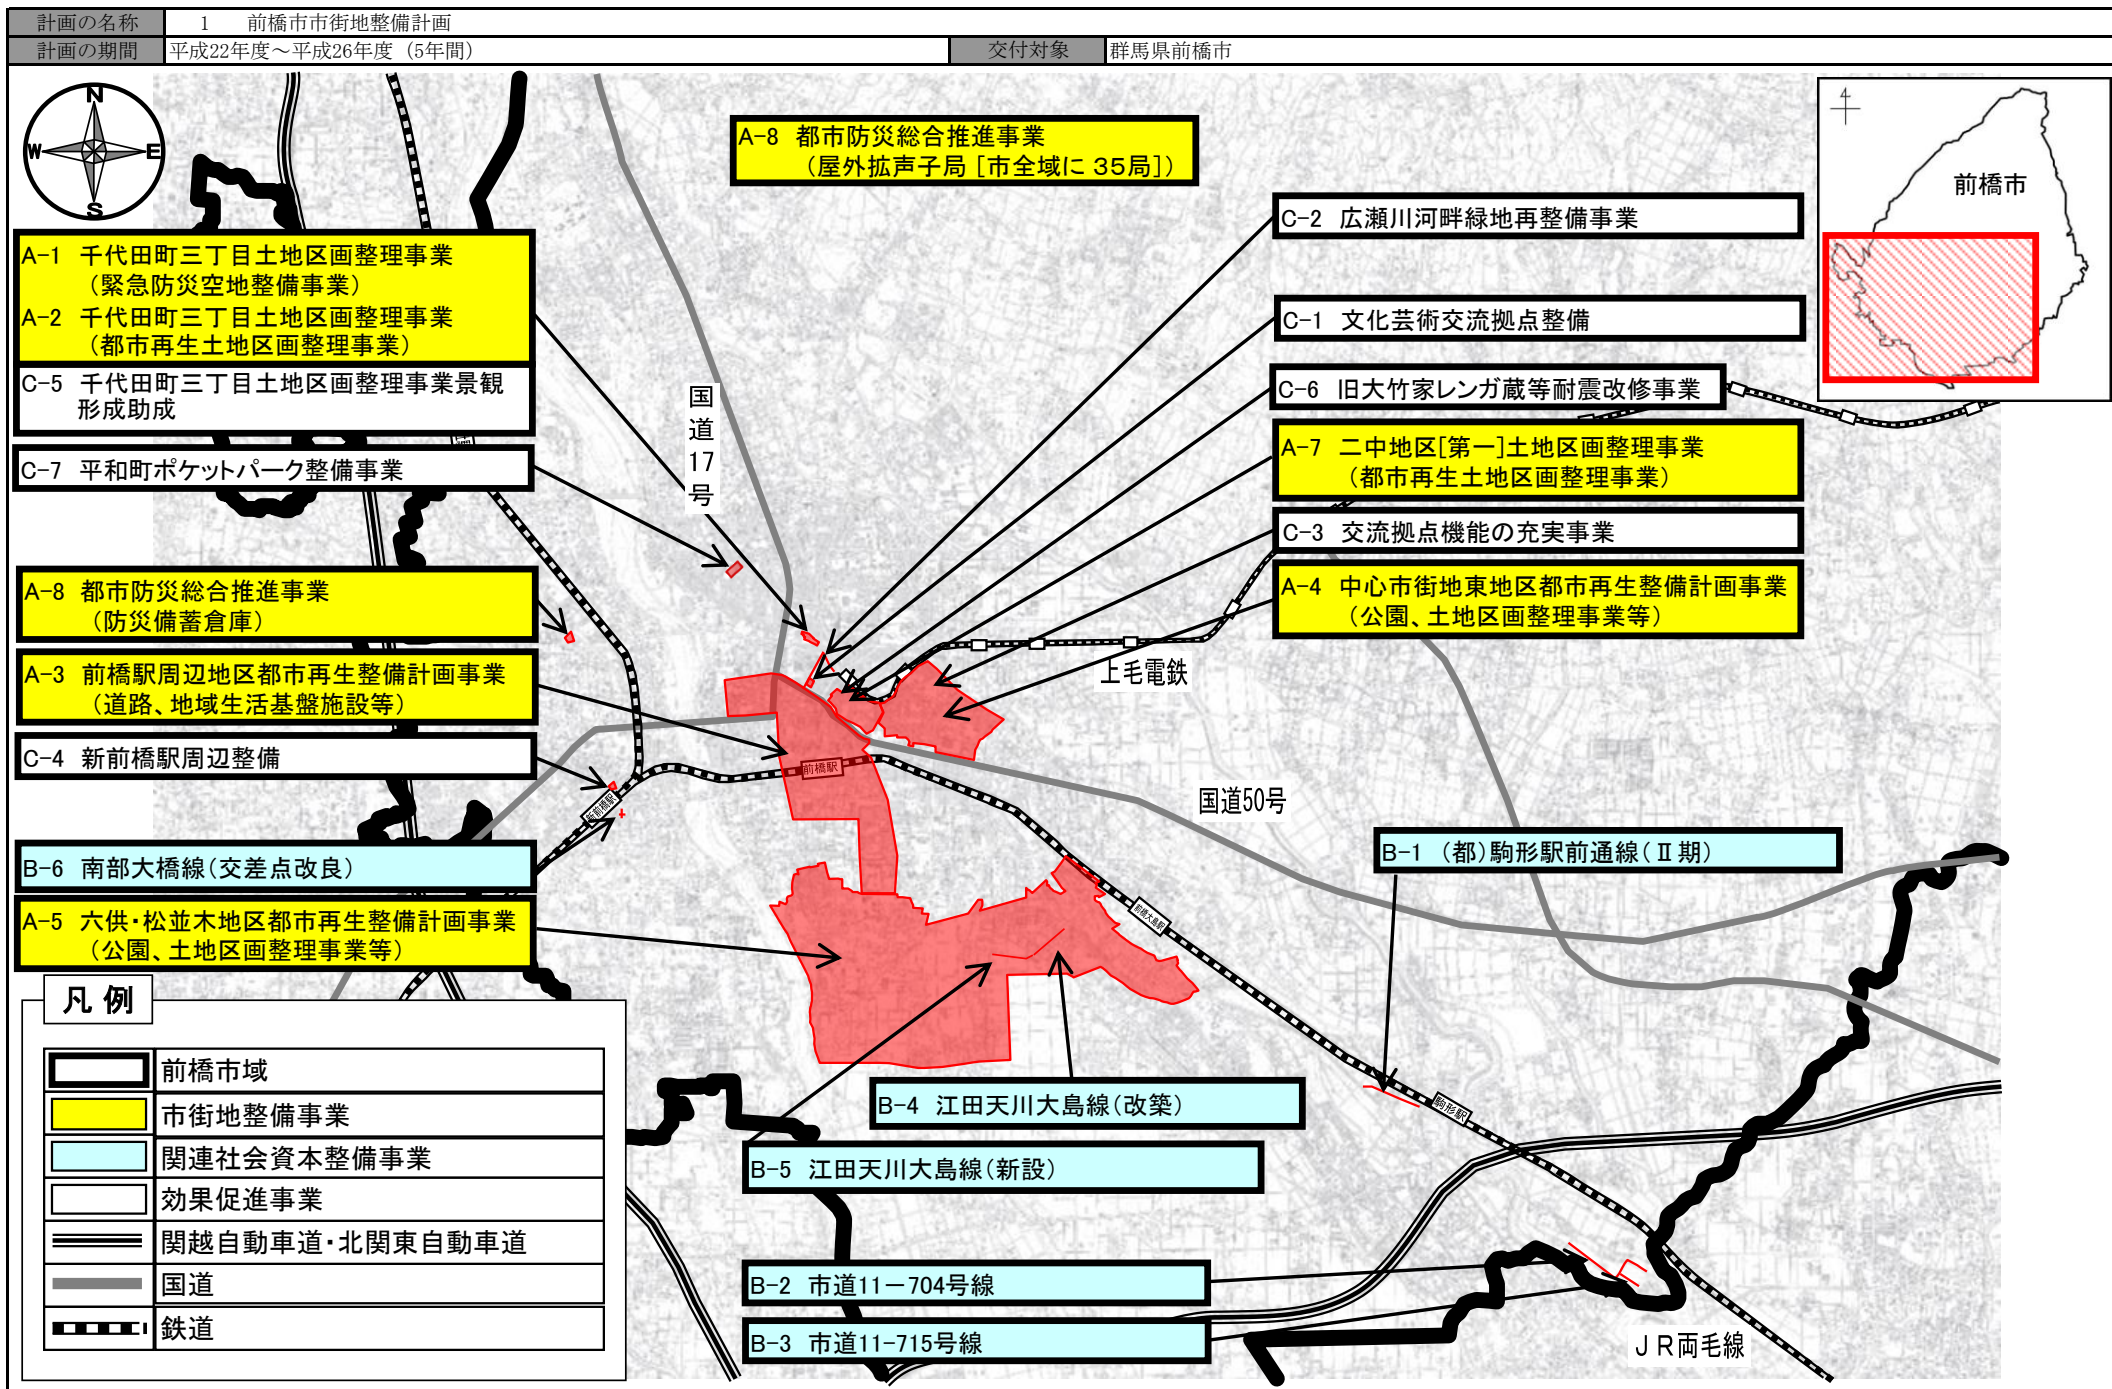 計画の名称 1 前橋市市街地整備計画
計画の期間 平成22年度～平成26年度（5年間） 交付対象 群馬県前橋市
N
W E
S
A-8 都市防災総合推進事業
（屋外拡声子局［市全域に 35局］）
4
前橋市
A-1 千代田町三丁目土地区画整理事業
（緊急防災空地整備事業）
A-2 千代田町三丁目土地区画整理事業
（都市再生土地区画整理事業）
C-5 千代田町三丁目土地区画整理事業景観
形成助成
C-7 平和町ポケットパーク整備事業
A-8 都市防災総合推進事業
（防災備蓄倉庫）
A-3 前橋駅周辺地区都市再生整備計画事業
（道路、地域生活基盤施設等）
C-4 新前橋駅周辺整備
B-6 南部大橋線（交差点改良）
A-5 六供・松並木地区都市再生整備計画事業
（公園、土地区画整理事業等）
C-2 広瀬川河畔緑地再整備事業
C-1 文化芸術交流拠点整備
C-6 旧大竹家レンガ蔵等耐震改修事業
A-7 二中地区［第一］土地区画整理事業
（都市再生土地区画整理事業）
C-3 交流拠点機能の充実事業
A-4 中心市街地東地区都市再生整備計画事業
（公園、土地区画整理事業等）
国道17号
上毛電鉄
前橋駅
新前橋駅
国道50号
前橋大島駅
B-1 （都）駒形駅前通線（Ⅱ期）
駒形駅
B-4 江田天川大島線（改築）
B-5 江田天川大島線（新設）
B-2 市道11－704号線
B-3 市道11-715号線
ＪＲ両毛線
凡 例
前橋市域
市街地整備事業
関連社会資本整備事業
効果促進事業
関越自動車道・北関東自動車道
国道
鉄道